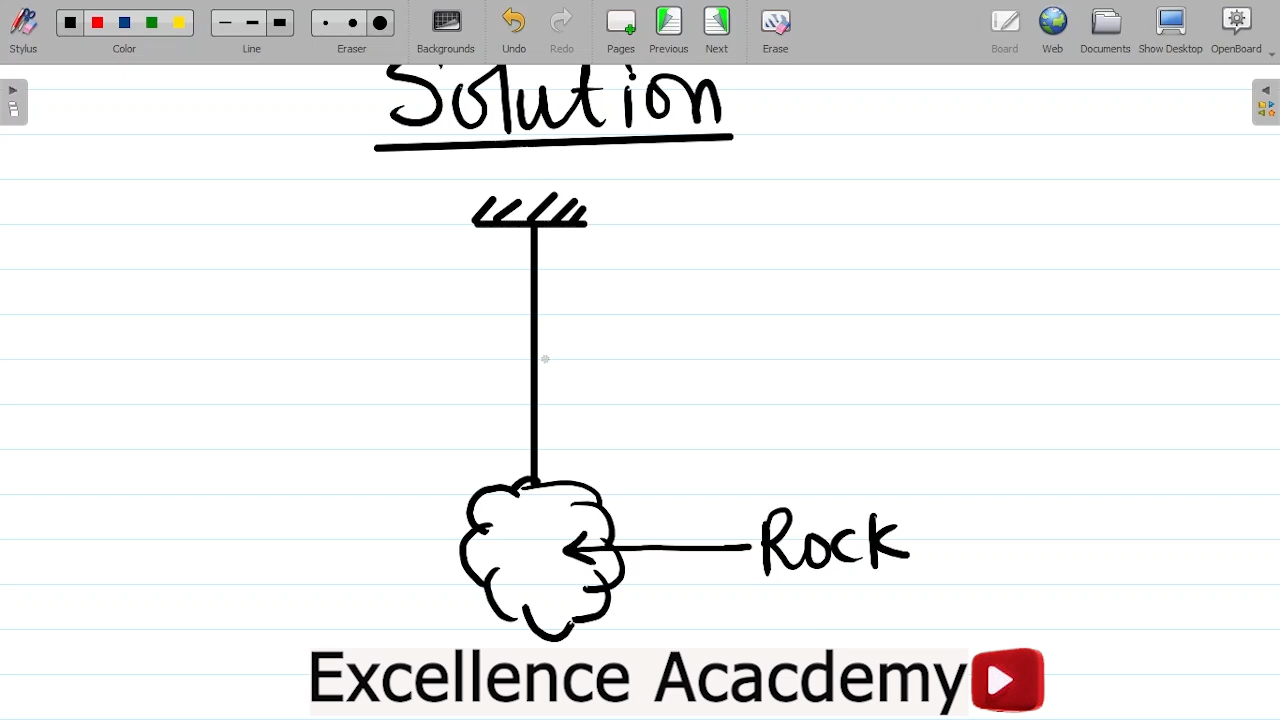 Stylus
Color
Line
Eraser
Backgrounds
Undo
Redo
Pages
Previous
Next
Erase
Board
Web
Documents
Show Desktop
OpenBoard
Solution
Rock
Excellence Acacdemy